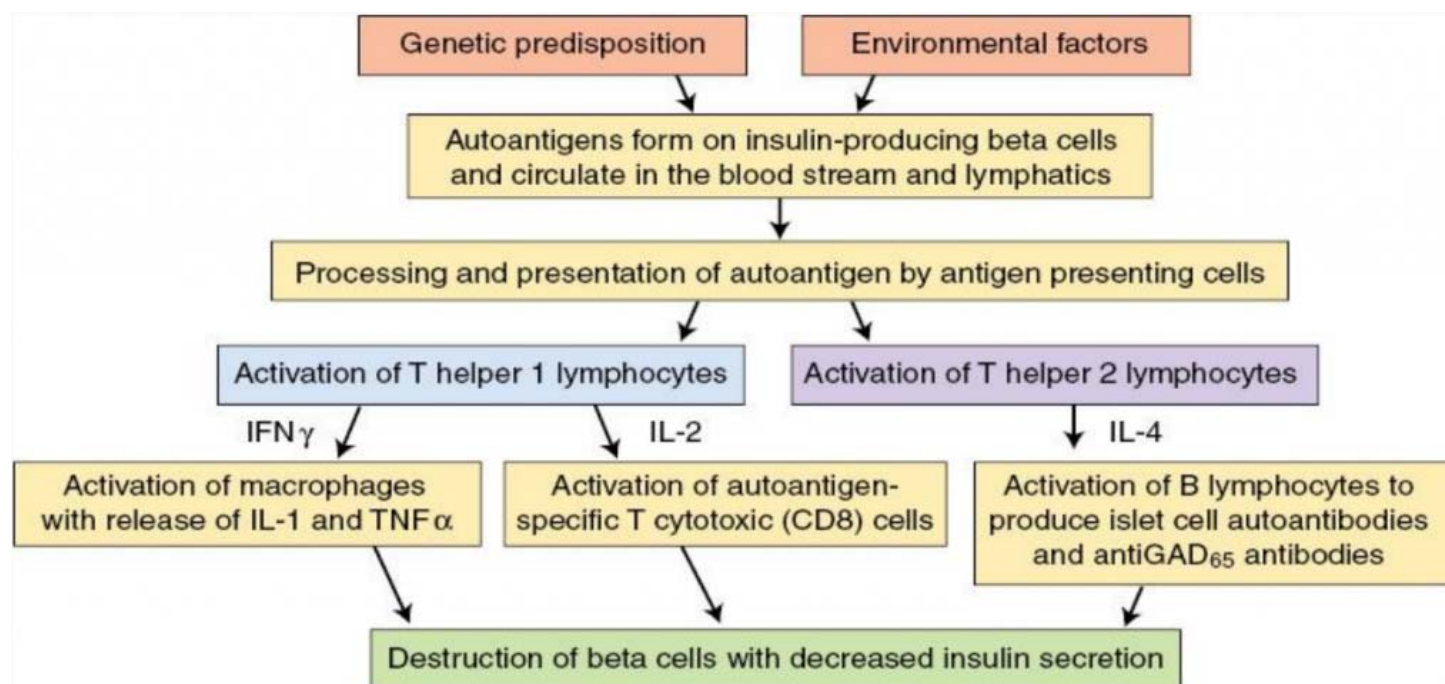 Genetic predisposition
Environmental factors
Autoantigens form on insulin-producing beta cells
and circulate in the blood stream and lymphatics
Processing and presentation of autoantigen by antigen presenting cells
Activation of T helper 1 lymphocytes
Activation of T helper 2 lymphocytes
IFNγ
IL-2
IL-4
Activation of macrophages
with release of IL-1 and TNFα
Activation of autoantigen-
specific T cytotoxic (CD8) cells
Activation of B lymphocytes to
produce islet cell autoantibodies
and antiGAD₆₅ antibodies
Destruction of beta cells with decreased insulin secretion